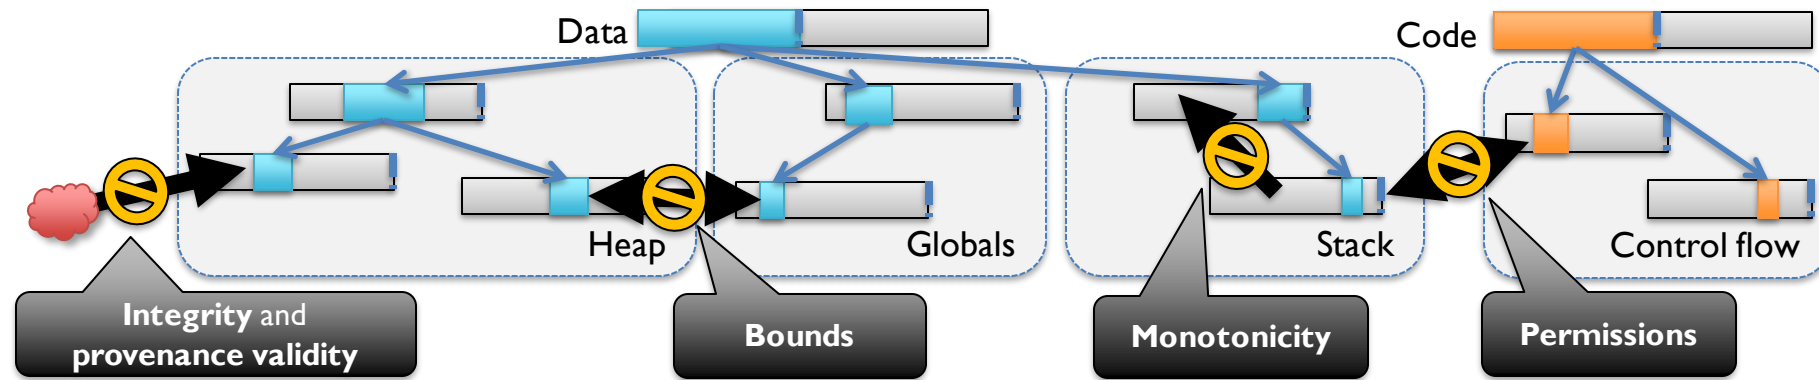 Data
Code
Heap
Globals
Stack
Control flow
Integrity and
provenance validity
Bounds
Monotonicity
Permissions